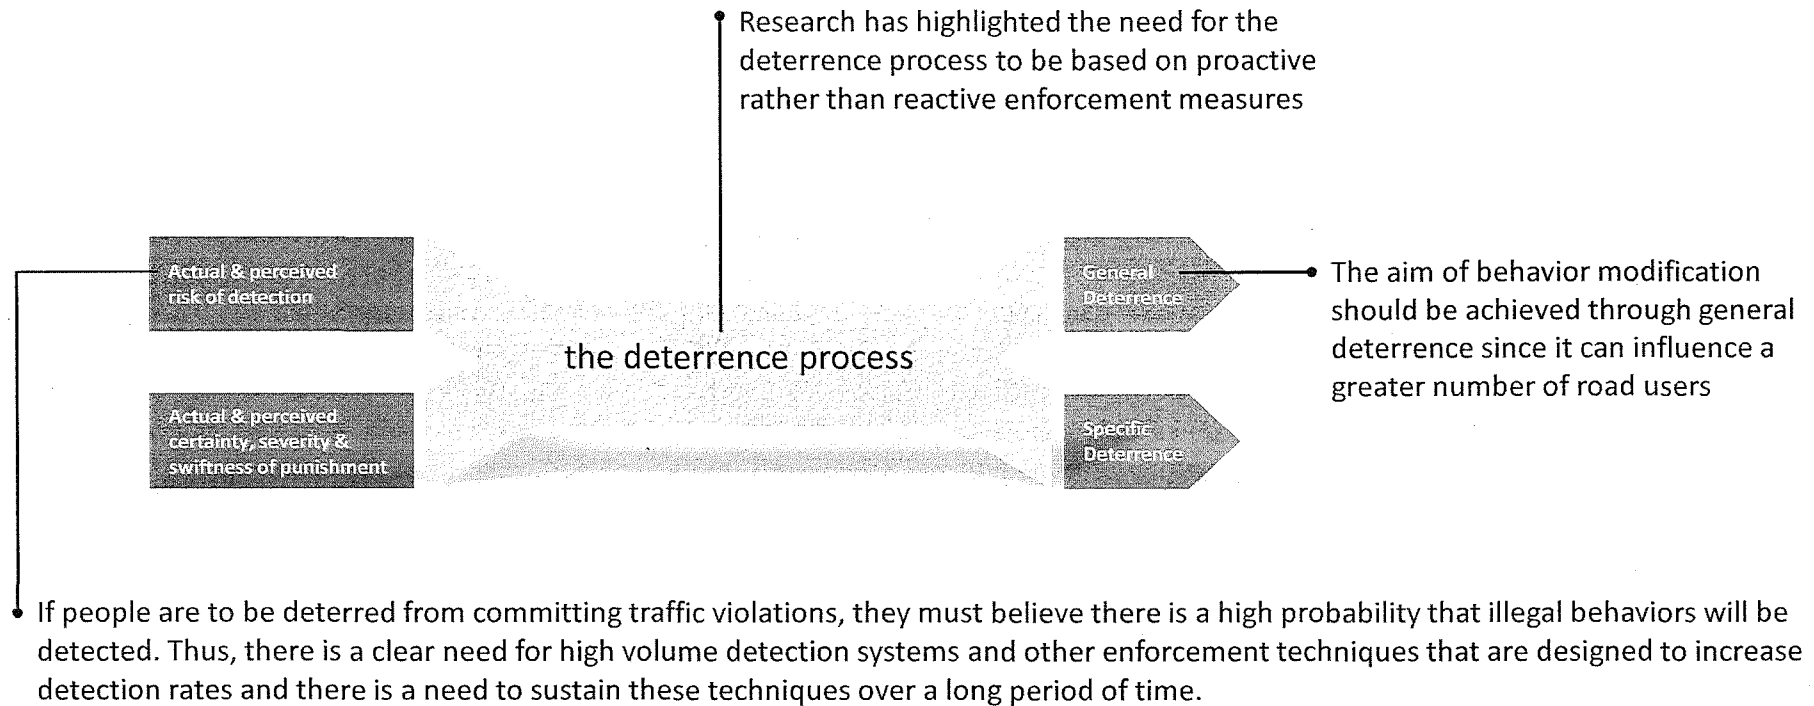 Research has highlighted the need for the
deterrence process to be based on proactive
rather than reactive enforcement measures
Actual & perceived
risk of detection
General
Deterrence
The aim of behavior modification
should be achieved through general
deterrence since it can influence a
greater number of road users
the deterrence process
Actual & perceived
certainty, severity &
swiftness of punishment
Specific
Deterrence
If people are to be deterred from committing traffic violations, they must believe there is a high probability that illegal behaviors will be
detected. Thus, there is a clear need for high volume detection systems and other enforcement techniques that are designed to increase
detection rates and there is a need to sustain these techniques over a long period of time.